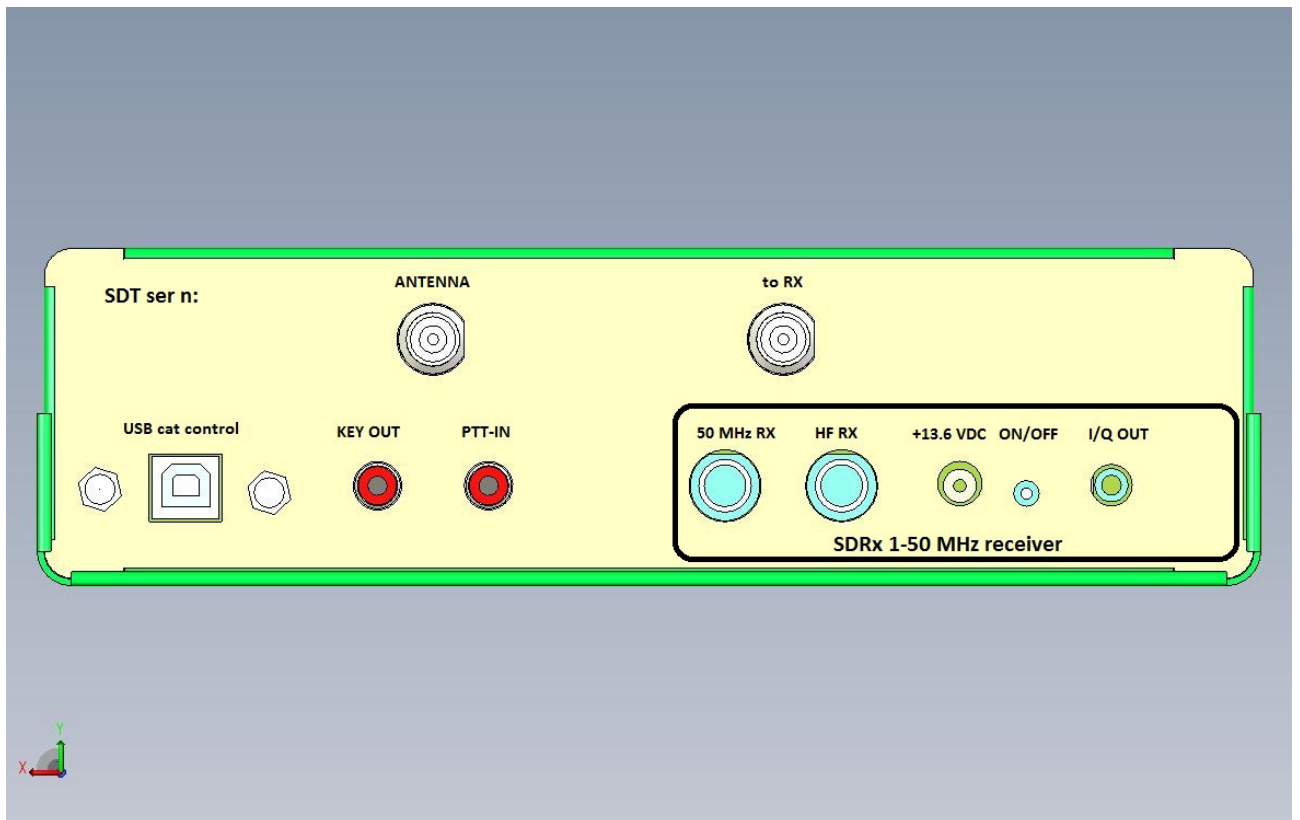 ANTENNA
to RX
SDT ser n:
USB cat control
KEY OUT
PTT-IN
50 MHz RX
HF RX
+13.6 VDC
ON/OFF
I/Q OUT
SDRx 1-50 MHz receiver
Y
X